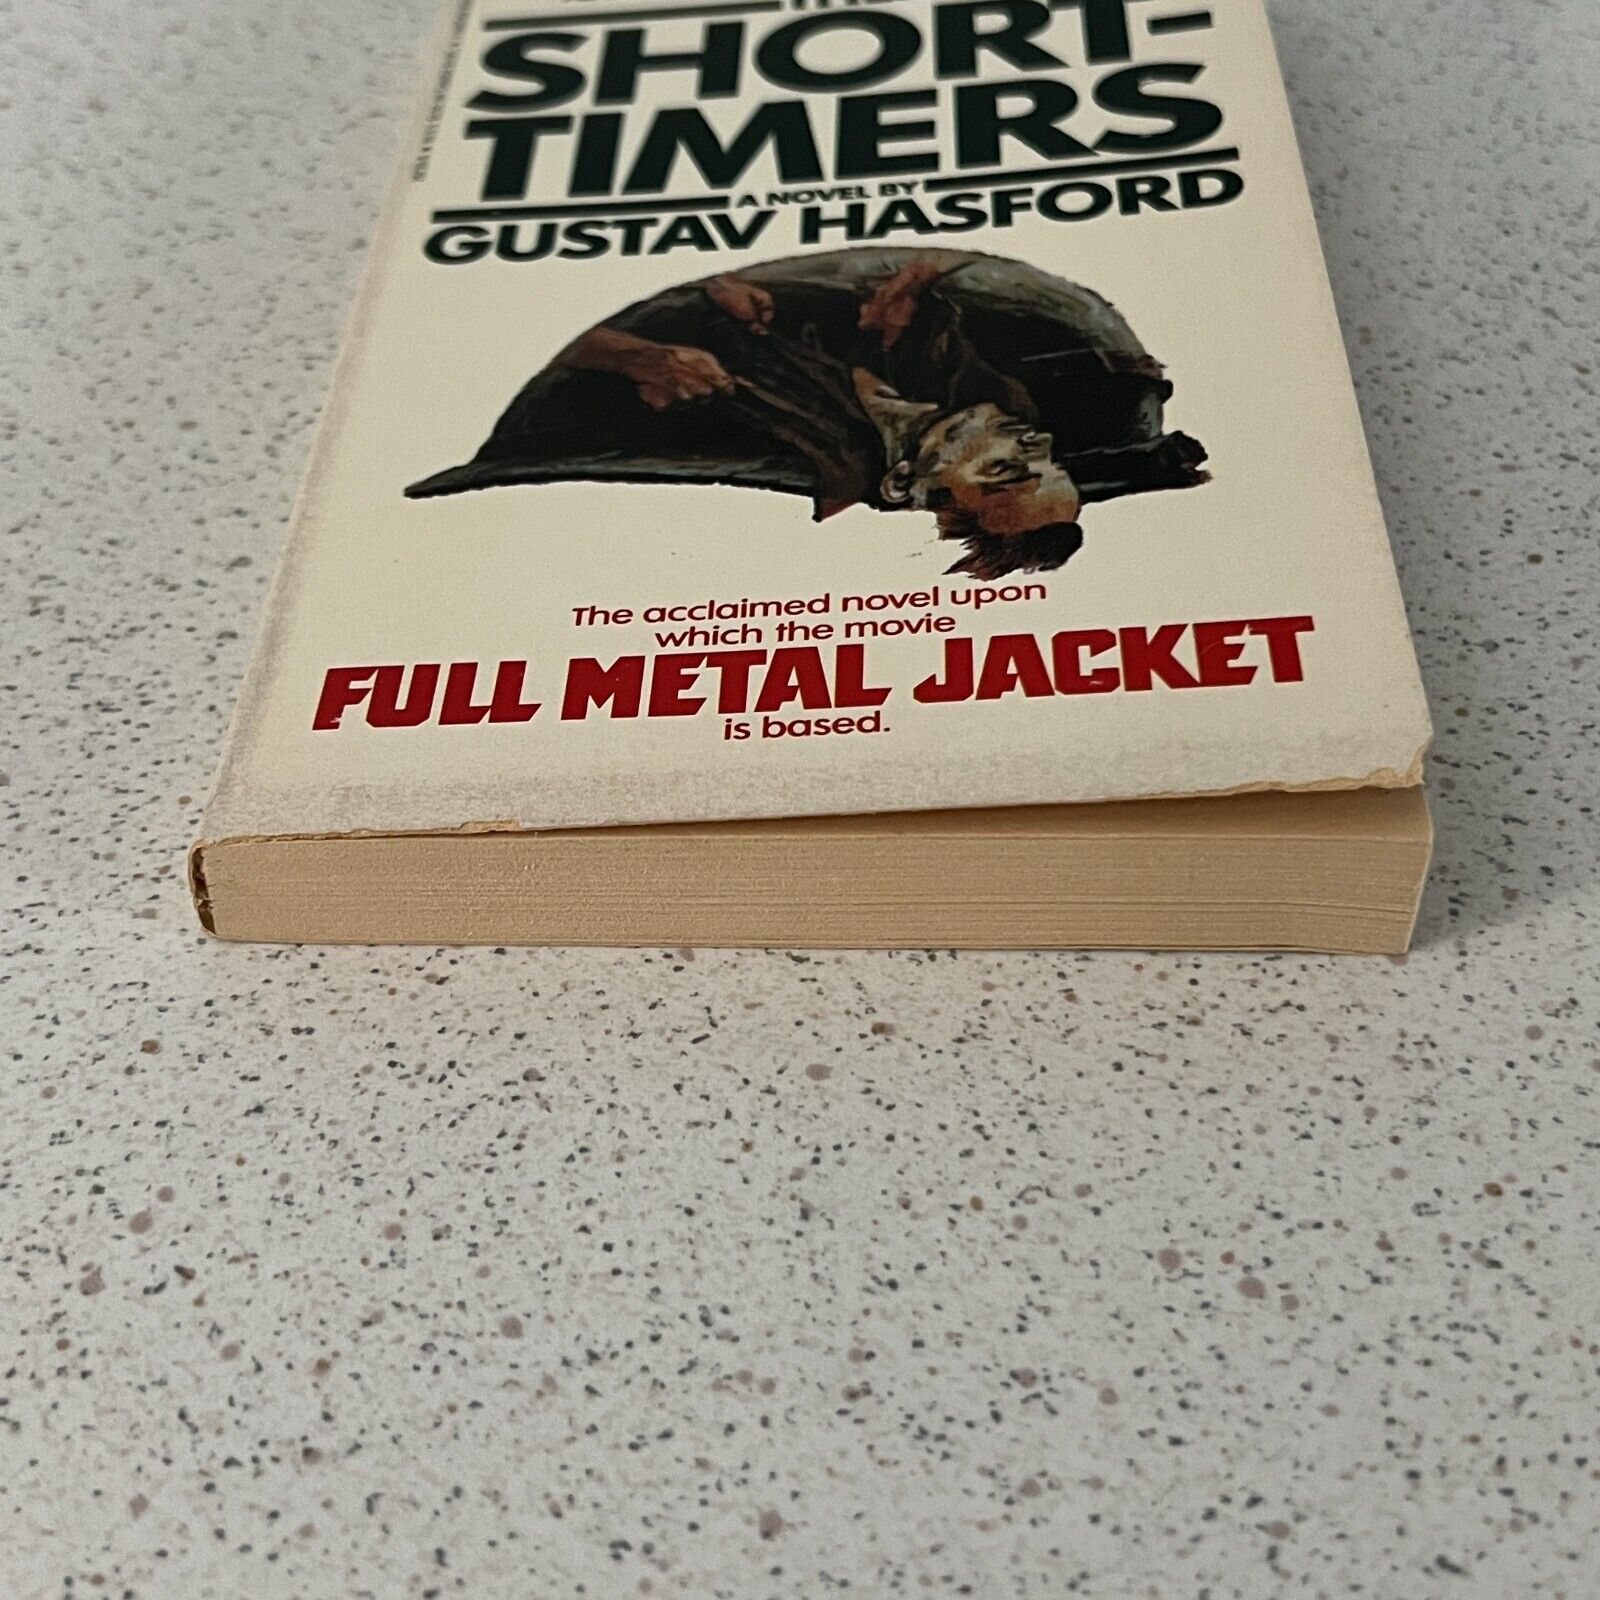 SHORT-
TIMERS
A NOVEL BY
GUSTAV HASFORD
The acclaimed novel upon
which the movie
FULL METAL JACKET
is based.